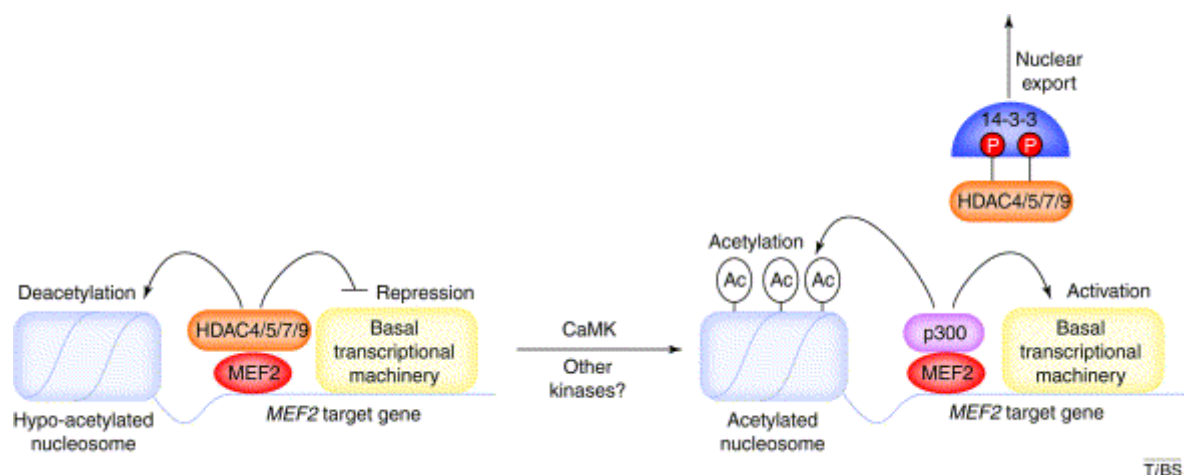 Nuclear
export
14-3-3
P P
HDAC4/5/7/9
Deacetylation
Repression
HDAC4/5/7/9
MEF2
Basal
transcriptional
machinery
Hypo-acetylated
nucleosome
MEF2 target gene
CaMK
Other
kinases?
Acetylation
Ac Ac Ac
Activation
p300
MEF2
Basal
transcriptional
machinery
Acetylated
nucleosome
MEF2 target gene
TiBS